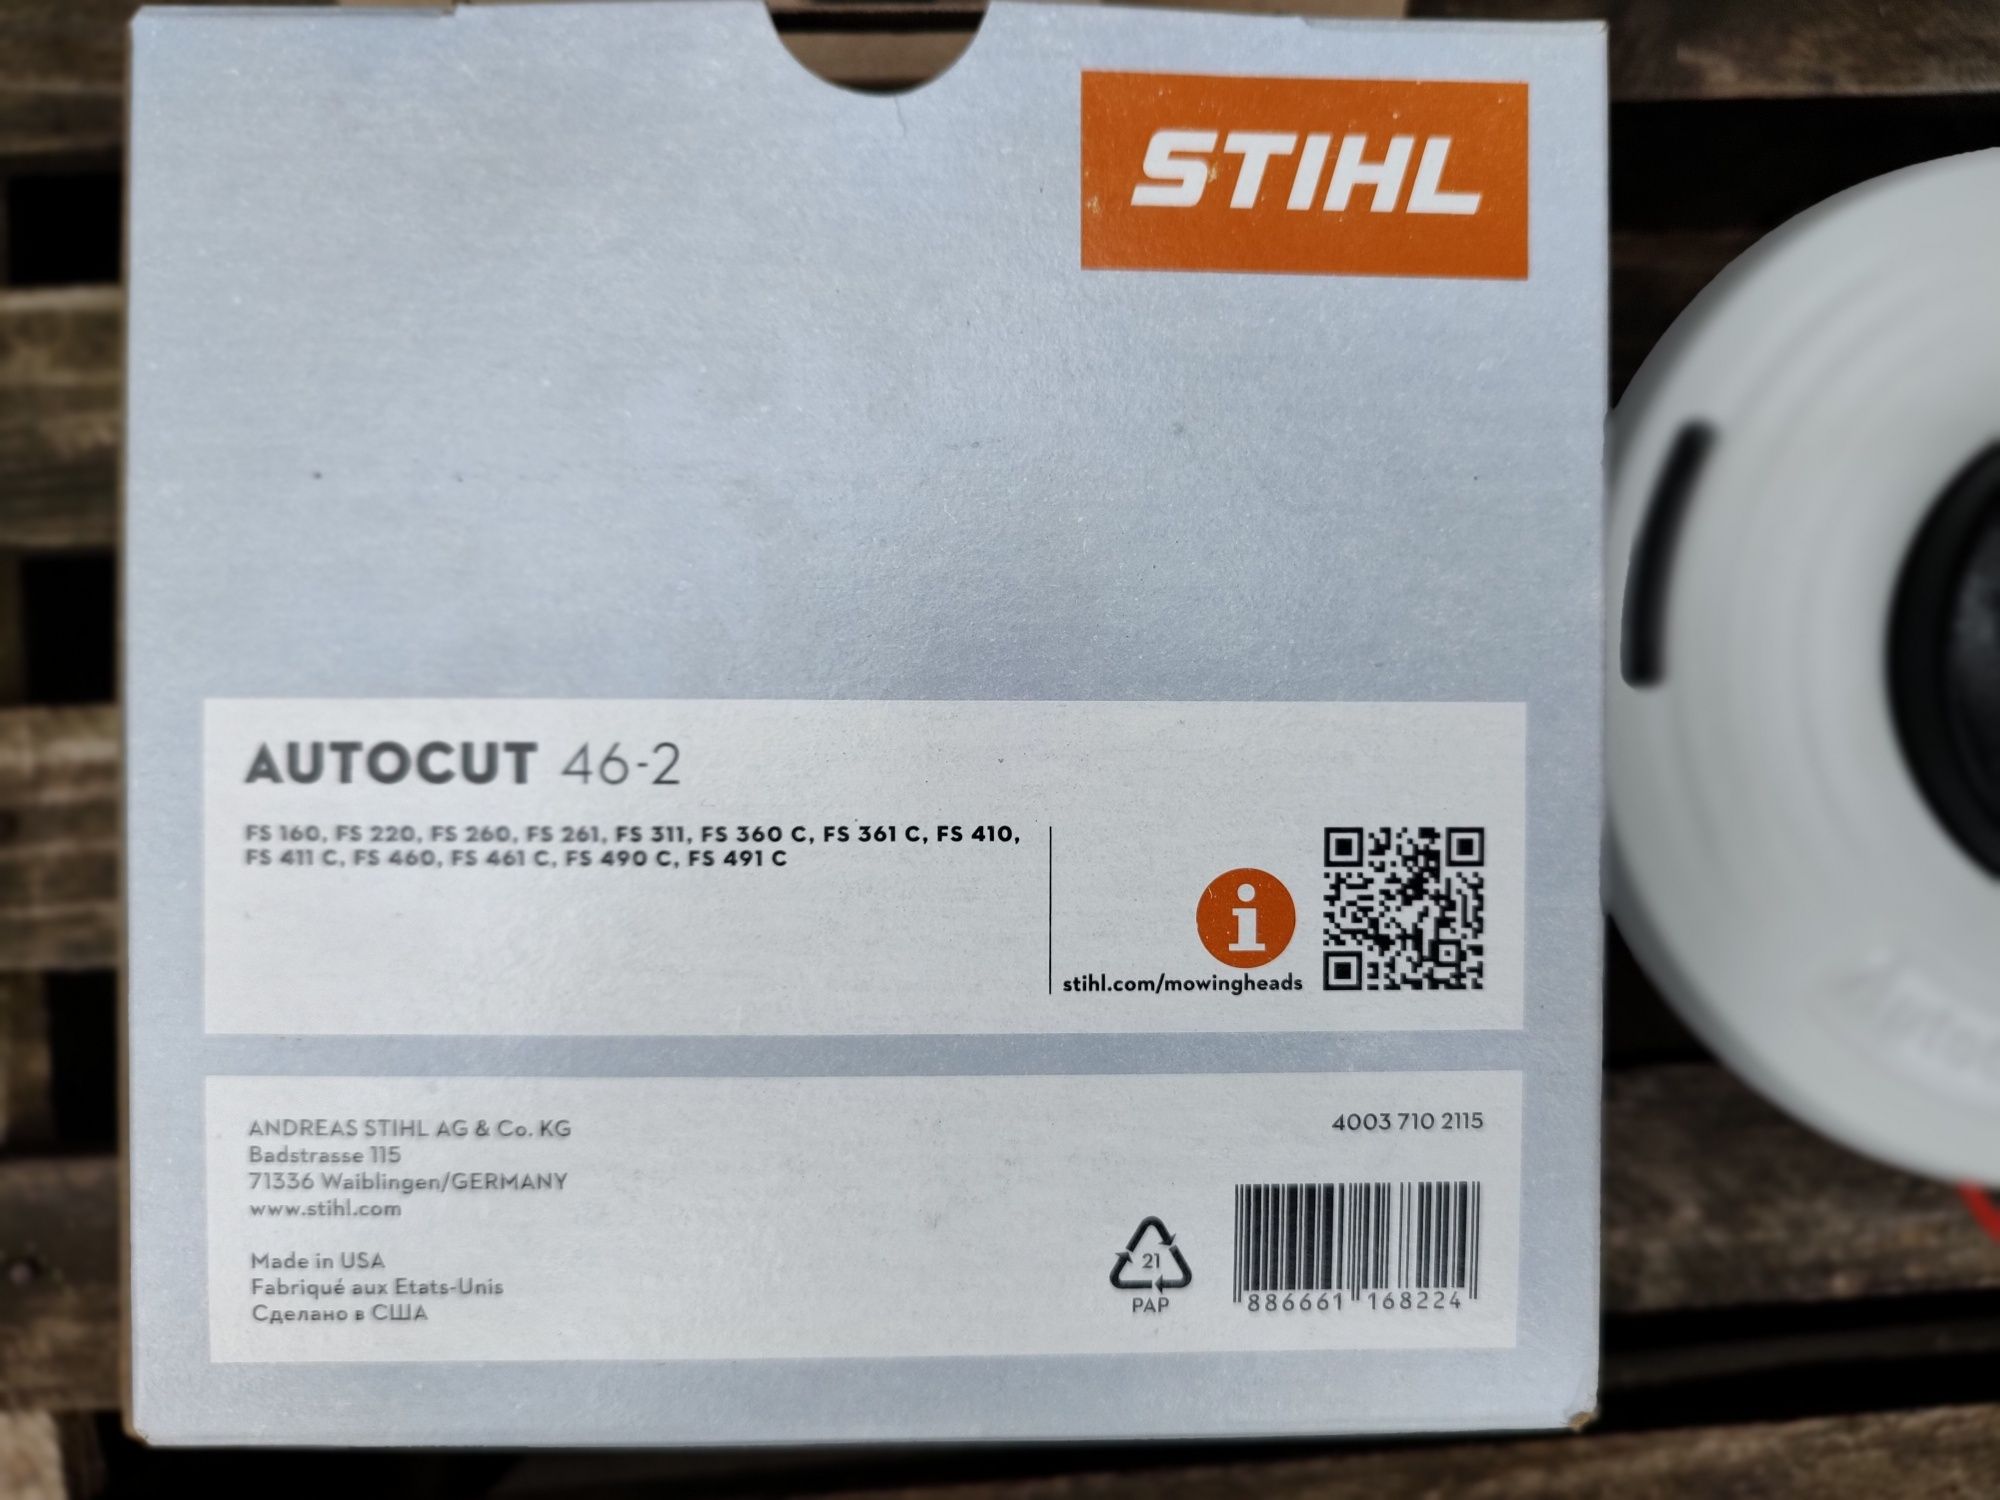 STIHL
AUTOCUT 46-2
FS 160, FS 220, FS 260, FS 261, FS 311, FS 360 C, FS 361 C, FS 410,
FS 411 C, FS 460, FS 461 C, FS 490 C, FS 491 C
i
stihl.com/mowingheads
ANDREAS STIHL AG & Co. KG
Badstrasse 115
71336 Waiblingen/GERMANY
www.stihl.com
Made in USA
Fabriqué aux Etats-Unis
Сделано в США
4003 710 2115
21
PAP
886661 168224